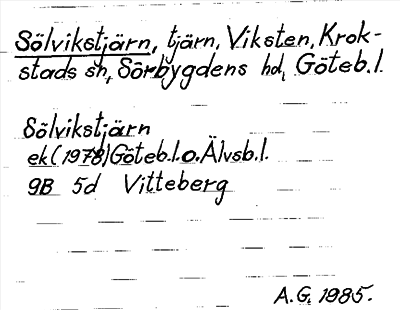 Sölvikstjärn, tjärn, Viksten, Krok-
stads sn, Sörbygdens hd, Göteb.l.
Sölvikstjärn
ek(1978)Göteb.l.o.Älvsb.l.
9B 5d Vitteberg
A.G. 1985.